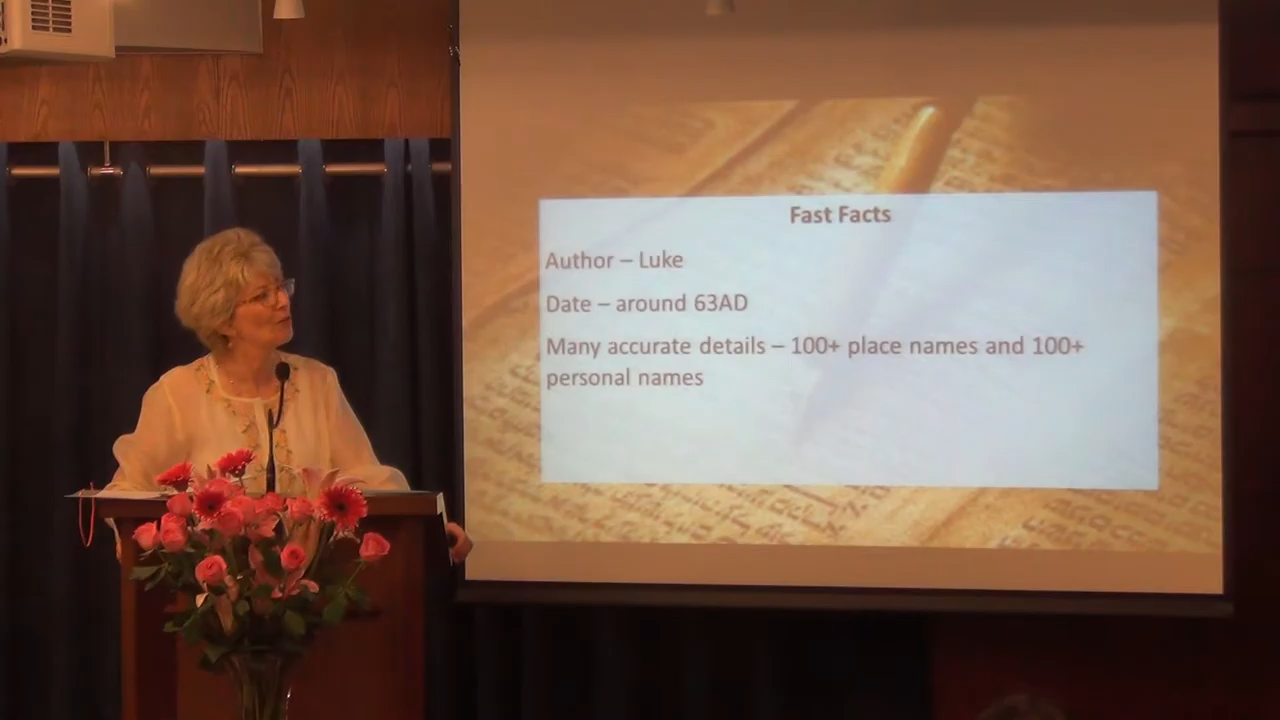 Fast Facts
Author – Luke
Date – around 63AD
Many accurate details – 100+ place names and 100+
personal names